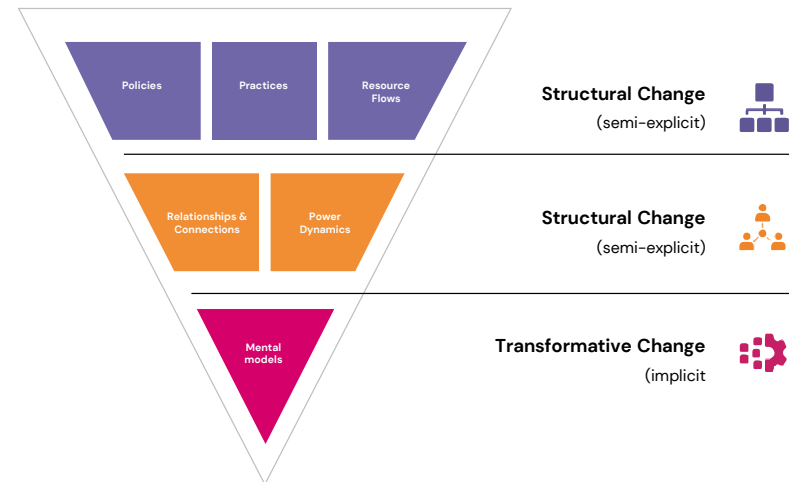 Policies
Practices
Resource
Flows
Structural Change
(semi-explicit)
Relationships &
Connections
Power
Dynamics
Structural Change
(semi-explicit)
Mental
models
Transformative Change
(implicit